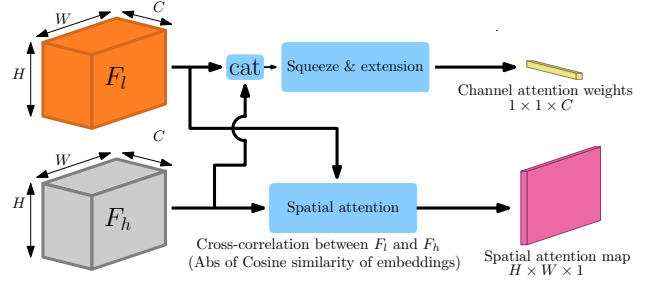 W
C
H
F_l
cat
Squeeze & extension
Channel attention weights
1 × 1 × C
W
C
H
F_h
Spatial attention
Cross-correlation between F_l and F_h
(Abs of Cosine similarity of embeddings)
Spatial attention map
H × W × 1